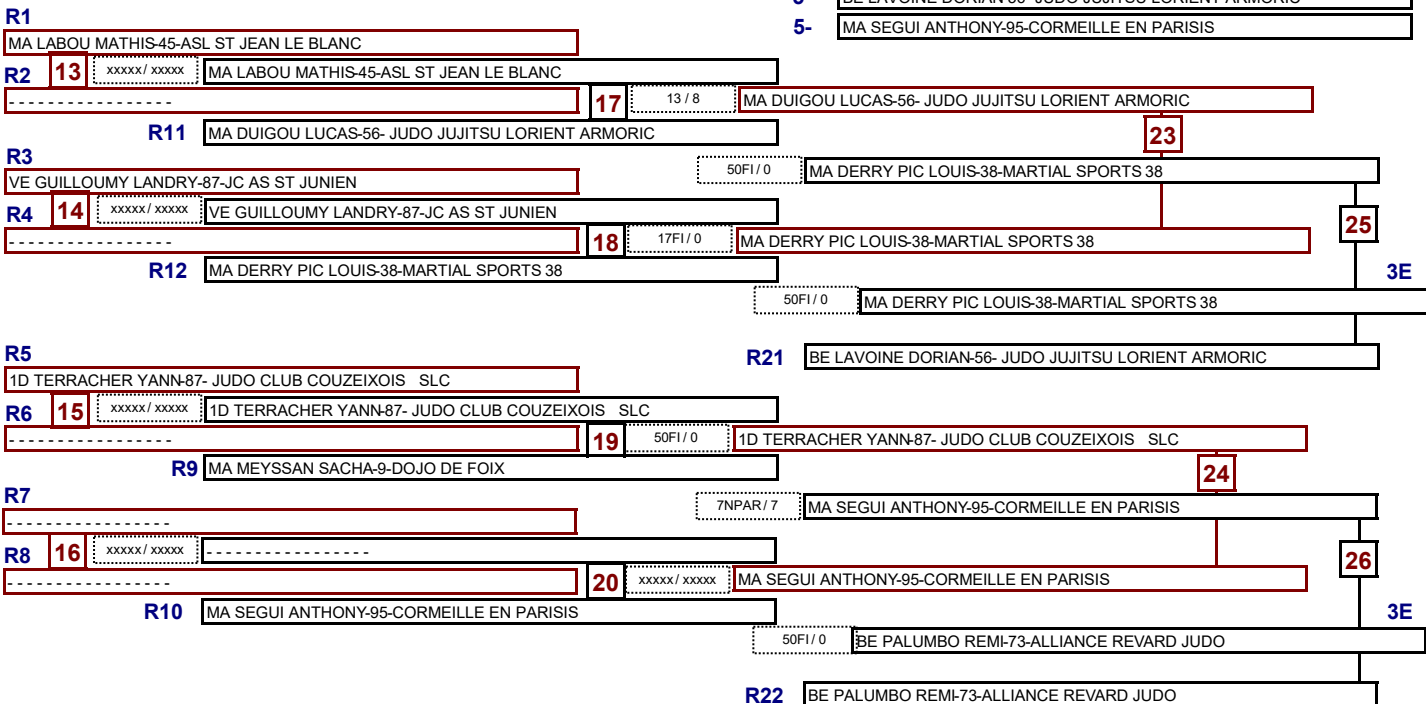 BE LAVOINE DORIAN-56- JUDO JUJITSU LORIENT ARMORIC
R1
5- MA SEGUI ANTHONY-95-CORMEILLE EN PARISIS
MA LABOU MATHIS-45-ASL ST JEAN LE BLANC
R2 13 xxxxx/ xxxxx MA LABOU MATHIS-45-ASL ST JEAN LE BLANC
- - - - - - - - - - - - - - - - - 17 13 / 8 MA DUIGOU LUCAS-56- JUDO JUJITSU LORIENT ARMORIC
R11 MA DUIGOU LUCAS-56- JUDO JUJITSU LORIENT ARMORIC 23
R3
50FI / 0 MA DERRY PIC LOUIS-38-MARTIAL SPORTS 38
VE GUILLOUMY LANDRY-87-JC AS ST JUNIEN
R4 14 xxxxx/ xxxxx VE GUILLOUMY LANDRY-87-JC AS ST JUNIEN 25
- - - - - - - - - - - - - - - - - 18 17FI / 0 MA DERRY PIC LOUIS-38-MARTIAL SPORTS 38
R12 MA DERRY PIC LOUIS-38-MARTIAL SPORTS 38 3E
50FI / 0 MA DERRY PIC LOUIS-38-MARTIAL SPORTS 38
R5 R21 BE LAVOINE DORIAN-56- JUDO JUJITSU LORIENT ARMORIC
1D TERRACHER YANN-87- JUDO CLUB COUZEIXOIS SLC
R6 15 xxxxx/ xxxxx 1D TERRACHER YANN-87- JUDO CLUB COUZEIXOIS SLC
- - - - - - - - - - - - - - - - - 19 50FI / 0 1D TERRACHER YANN-87- JUDO CLUB COUZEIXOIS SLC
R9 MA MEYSSAN SACHA-9-DOJO DE FOIX 24
R7
7NPAR / 7 MA SEGUI ANTHONY-95-CORMEILLE EN PARISIS
- - - - - - - - - - - - - - - - -
R8 16 xxxxx/ xxxxx - - - - - - - - - - - - - - - - - 26
- - - - - - - - - - - - - - - - - 20 xxxxx/ xxxxx MA SEGUI ANTHONY-95-CORMEILLE EN PARISIS
R10 MA SEGUI ANTHONY-95-CORMEILLE EN PARISIS 3E
50FI / 0 BE PALUMBO REMI-73-ALLIANCE REVARD JUDO
R22 BE PALUMBO REMI-73-ALLIANCE REVARD JUDO